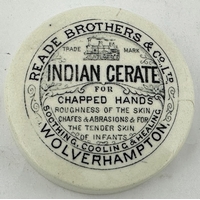 READE BROTHERS & Co. LTD
TRADE MARK
INDIAN CERATE
FOR
CHAPPED HANDS
ROUGHNESS OF THE SKIN
CHAFES & ABRASIONS & FOR
THE TENDER SKIN
OF INFANTS
SOOTHING, COOLING & HEALING
WOLVERHAMPTON